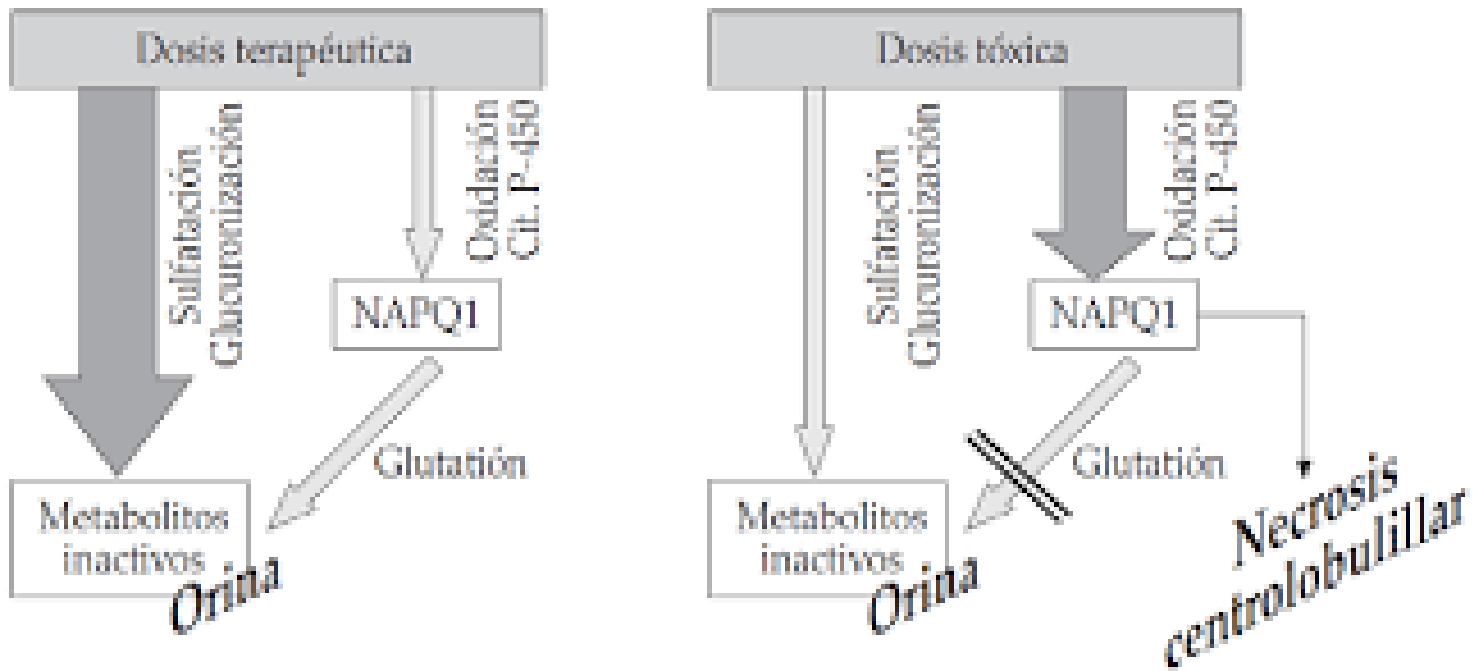 Dosis terapéutica
Sulfatación
Glucuronización
Oxidación
Cit. P-450
NAPQ1
Glutatión
Metabolitos
inactivos
Orina
Dosis tóxica
Sulfatación
Glucuronización
Oxidación
Cit. P-450
NAPQ1
Glutatión
Metabolitos
inactivos
Orina
Necrosis
centrolobulillar